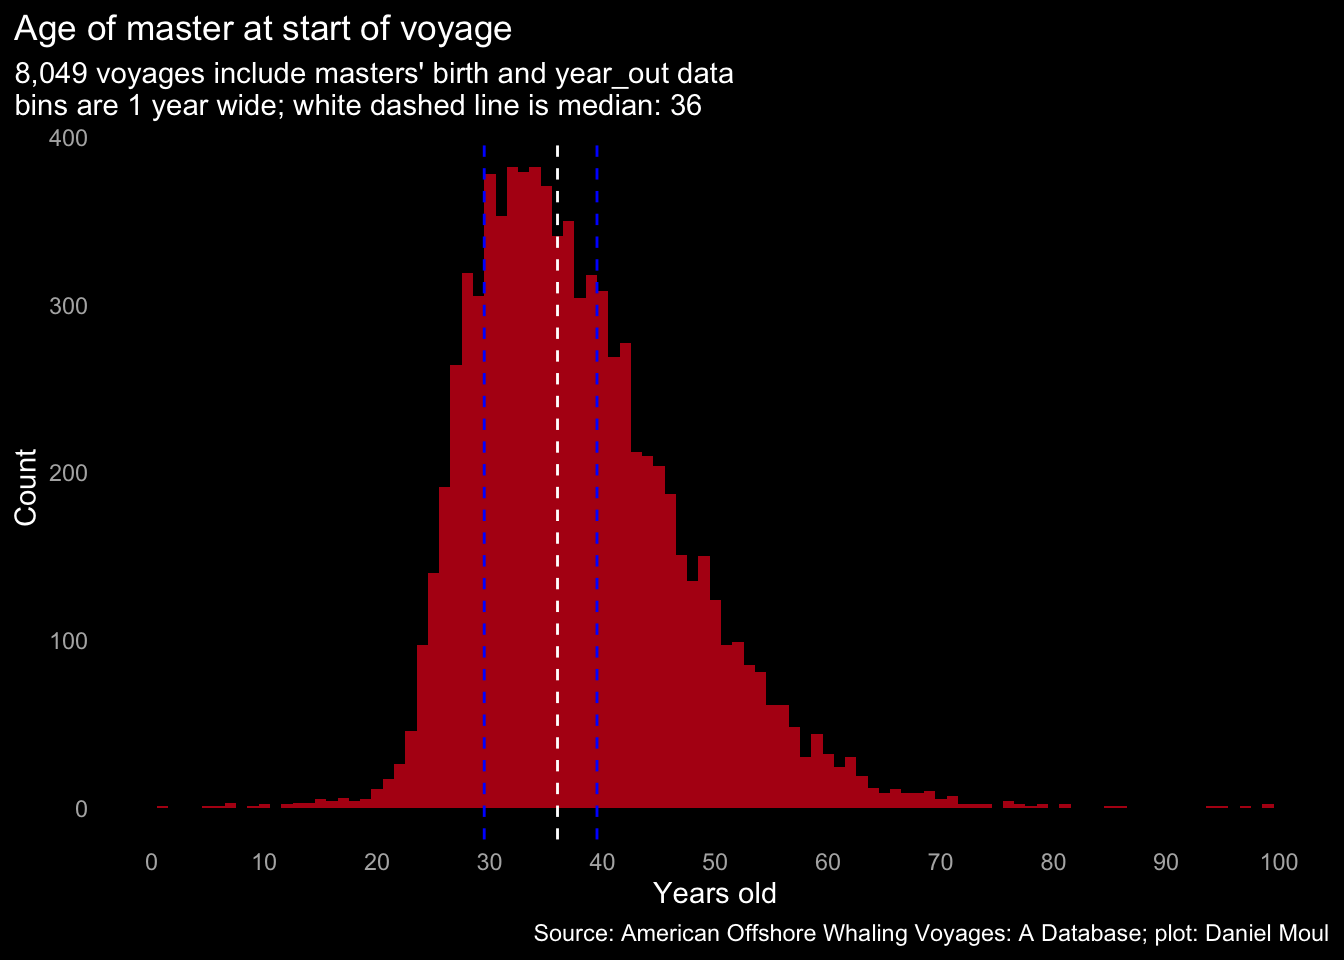 Age of master at start of voyage
8,049 voyages include masters' birth and year_out data
bins are 1 year wide; white dashed line is median: 36
400
300
200
100
0
Count
0 10 20 30 40 50 60 70 80 90 100
Years old
Source: American Offshore Whaling Voyages: A Database; plot: Daniel Moul